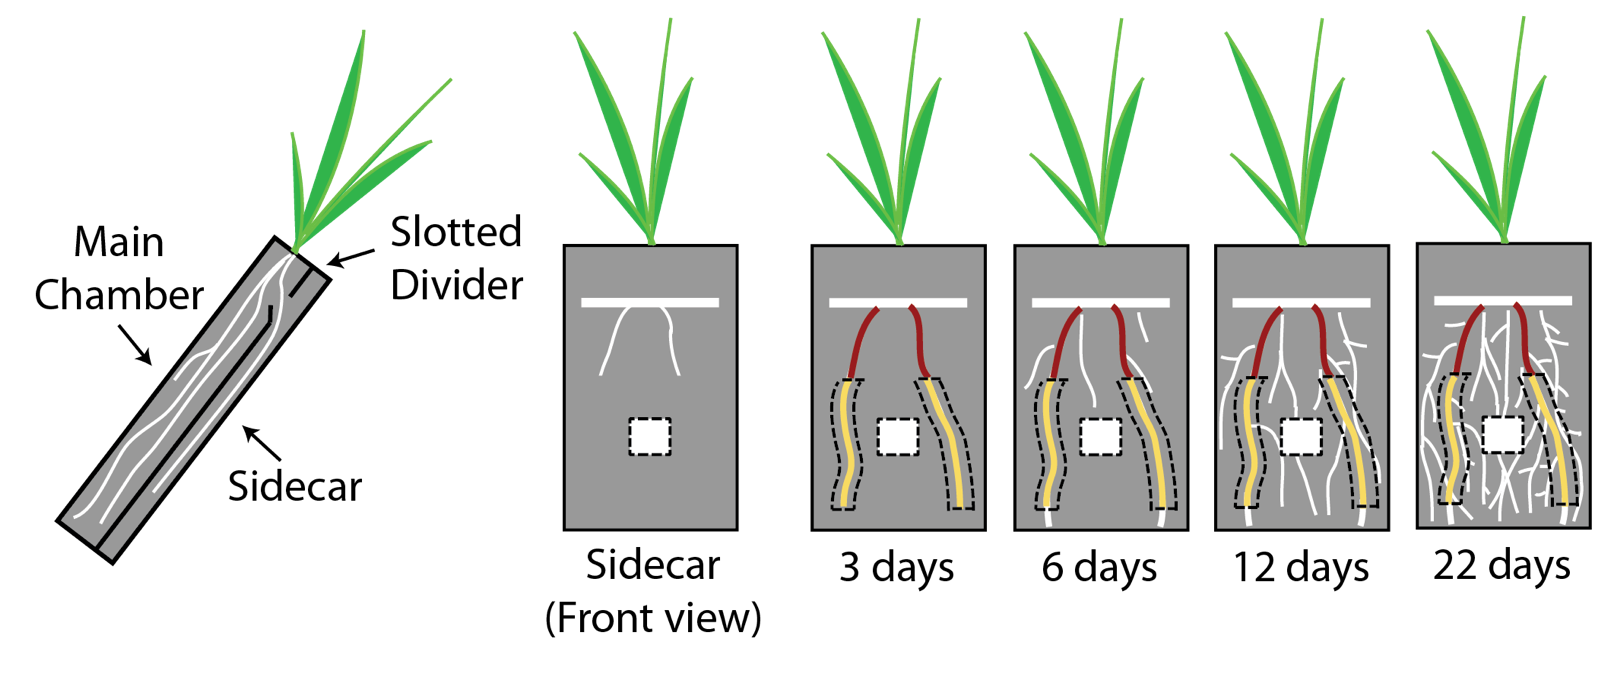 Main
Chamber
Slotted
Divider
Sidecar
Sidecar
(Front view)
3 days
6 days
12 days
22 days